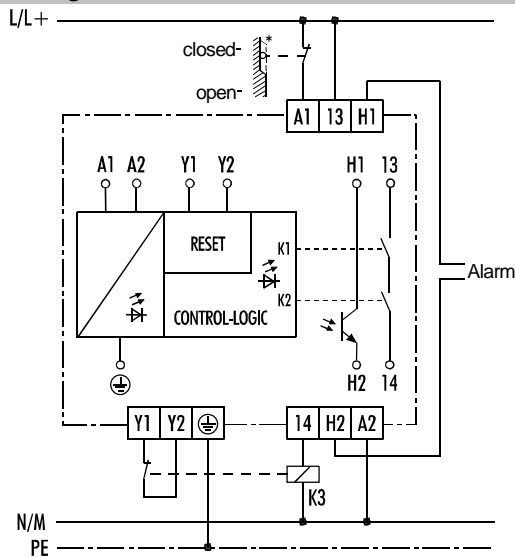 L/L+
closed-
*
open-
A1 13 H1
A1 A2 Y1 Y2 H1 13
RESET
K1
K2
CONTROL-LOGIC
Alarm
H2 14
Y1 Y2
14 H2 A2
K3
N/M
PE